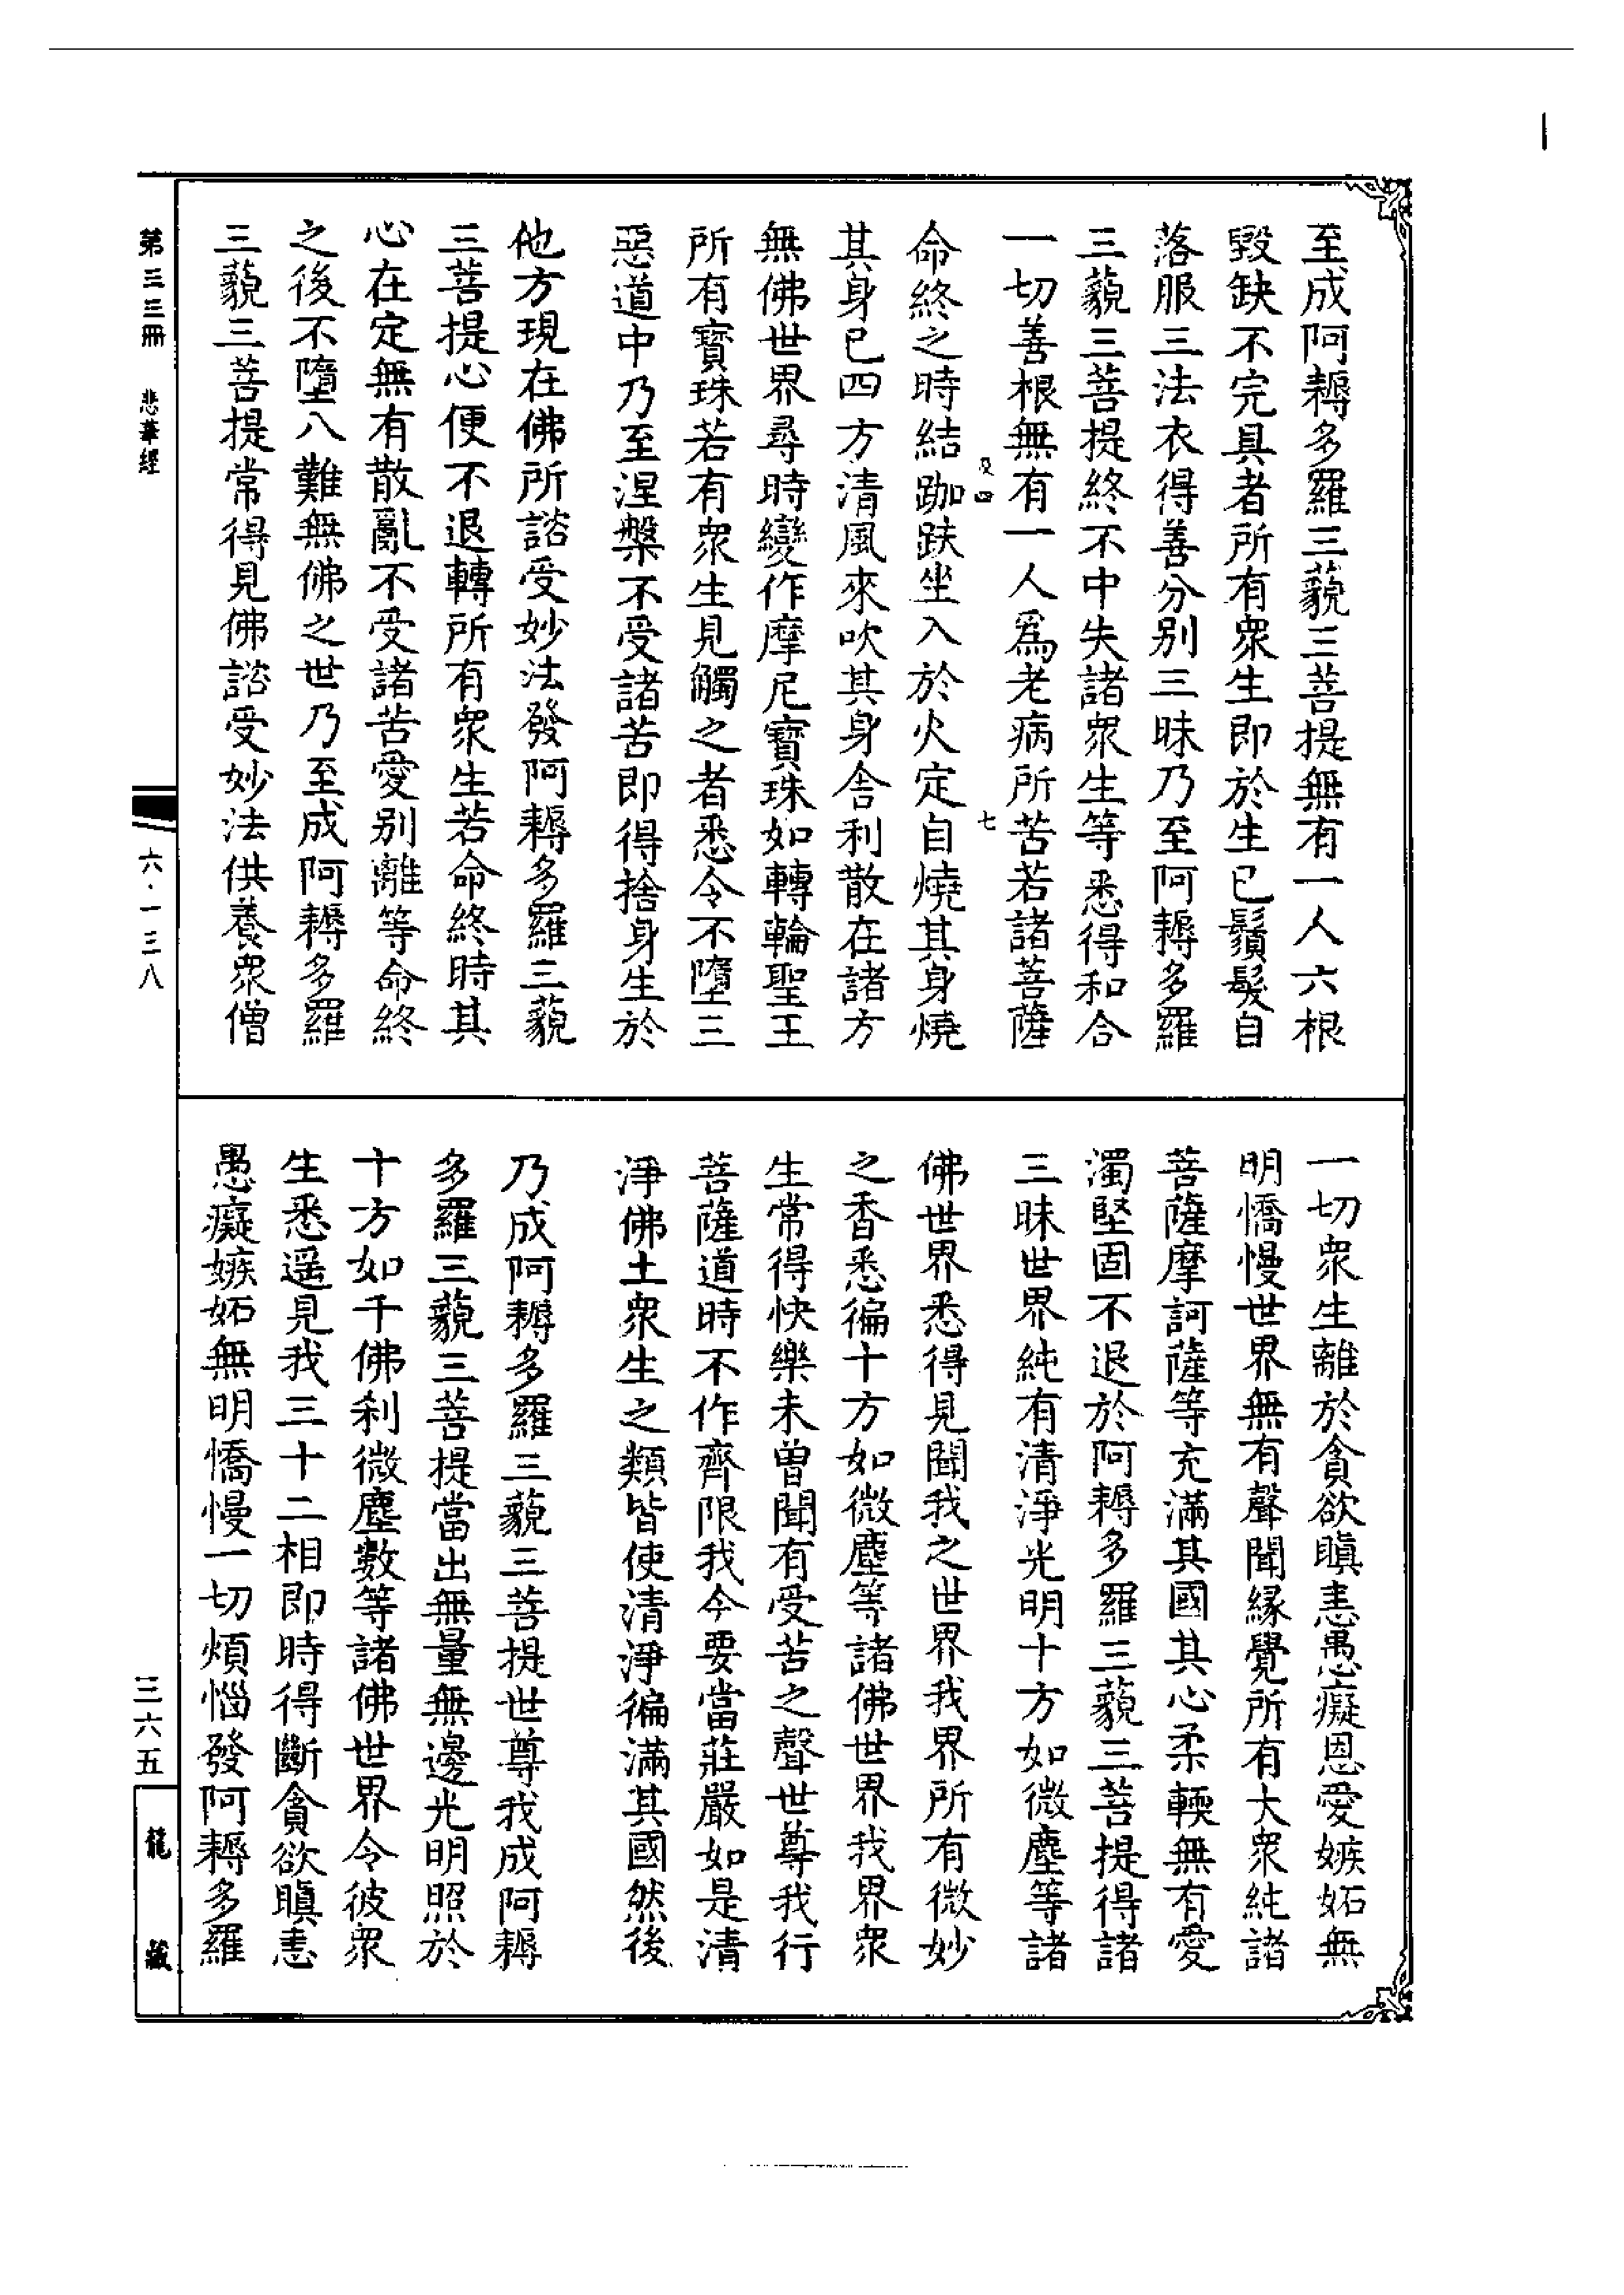 至成阿耨多羅三藐三菩提無有一人六根
毀缺不完具者所有衆生即於生已鬚髮自
落服三法衣得善分别三昧乃至阿耨多羅
三藐三菩提終不中失諸衆生等悉得和合
一切善根無有一人爲老病所苦若諸菩薩
命終之時結跏趺坐入於火定自燒其身燒
其身已四方清風來吹其身舍利散在諸方
無佛世界尋時變作摩尼寶珠如轉輪聖王
所有寶珠若有衆生見觸之者悉令不墮三
惡道中乃至涅槃不受諸苦即得捨身生於
他方現在佛所諮受妙法發阿耨多羅三藐
三菩提心便不退轉所有衆生若命終時其
心在定無有散亂不受諸苦愛别離等命終
之後不墮八難無佛之世乃至成阿耨多羅
三藐三菩提常得見佛諮受妙法供養衆僧
一切衆生離於貪欲瞋恚愚癡恩愛嫉妬無
明憍慢世界無有聲聞緣覺所有大衆純諸
菩薩摩訶薩等充滿其國其心柔輭無有愛
濁堅固不退於阿耨多羅三藐三菩提得諸
三昧世界純有清淨光明十方如微塵等諸
佛世界悉得見聞我之世界我界所有微妙
之香悉徧十方如微塵等諸佛世界我界衆
生常得快樂未曾聞有受苦之聲世尊我行
菩薩道時不作齊限我今要當莊嚴如是清
淨佛土衆生之類皆使清淨徧滿其國然後
乃成阿耨多羅三藐三菩提世尊我成阿耨
多羅三藐三菩提當出無量無邊光明照於
十方如千佛剎微塵數等諸佛世界令彼衆
生悉遥見我三十二相即時得斷貪欲瞋恚
愚癡嫉妬無明憍慢一切煩惱發阿耨多羅
及四 七
第三三冊 悲華經
六·一三八
三六五
龍藏